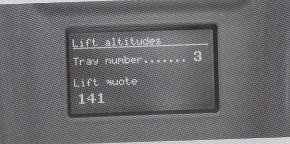 Lift altitudes
Tray number....... 3
Lift quote
141